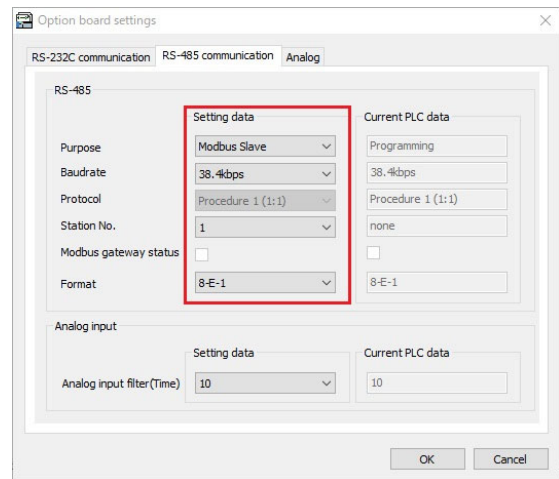 Option board settings
RS-232C communication RS-485 communication Analog
RS-485
Setting data Current PLC data
Purpose Modbus Slave Programming
Baudrate 38.4kbps 38.4kbps
Protocol Procedure 1 (1:1) Procedure 1 (1:1)
Station No. 1 none
Modbus gateway status
Format 8-E-1 8-E-1
Analog input
Setting data Current PLC data
Analog input filter(Time) 10 10
OK Cancel